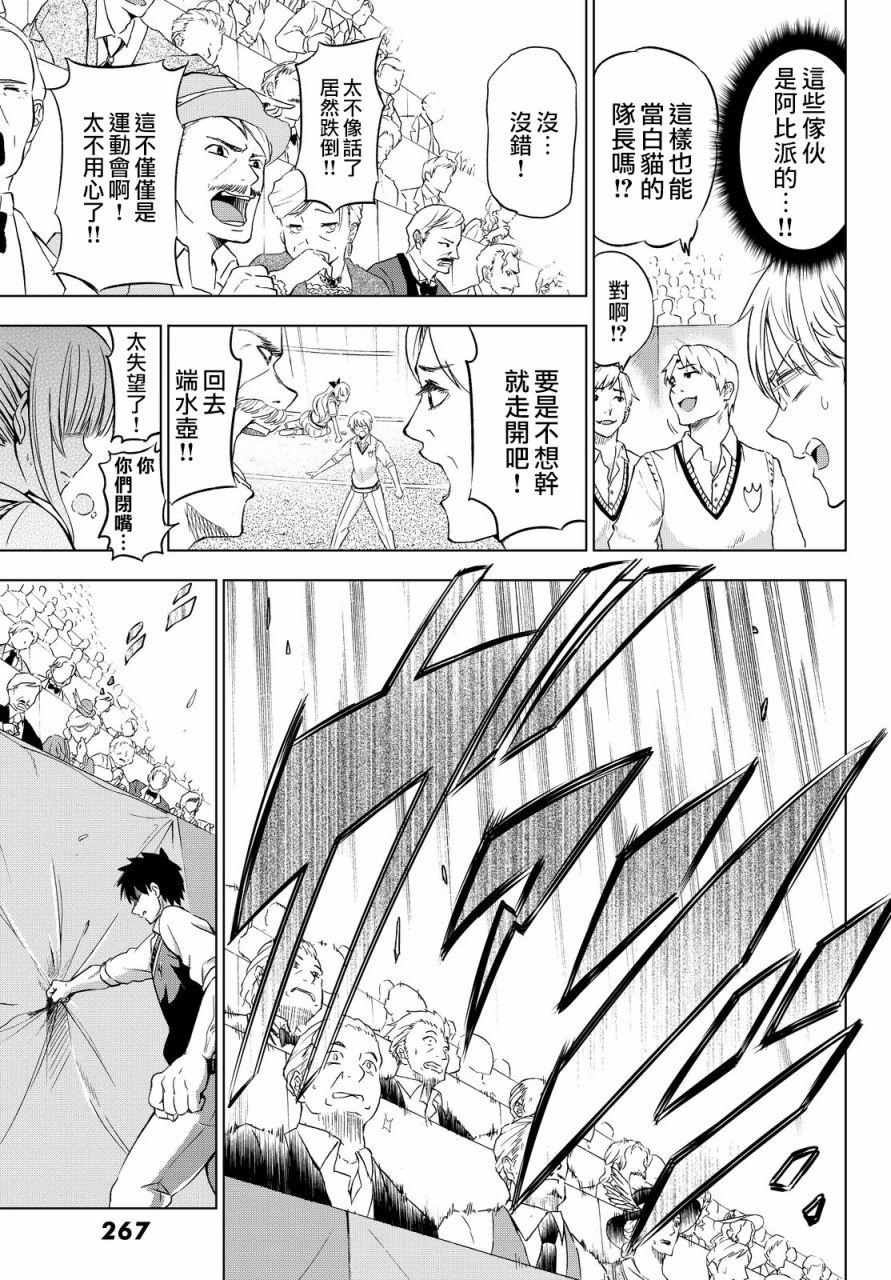 這些傢伙
是阿比派的…!!
這樣也能
當白貓的
隊長嗎!?
對啊!?
沒…
沒錯！
太不像話了
居然跌倒!!
這不僅僅是
運動會啊！
太不用心了!!
要是不想幹
就走開吧！
回去
端水壺!!
太失望了！
你
你們閉嘴…
267